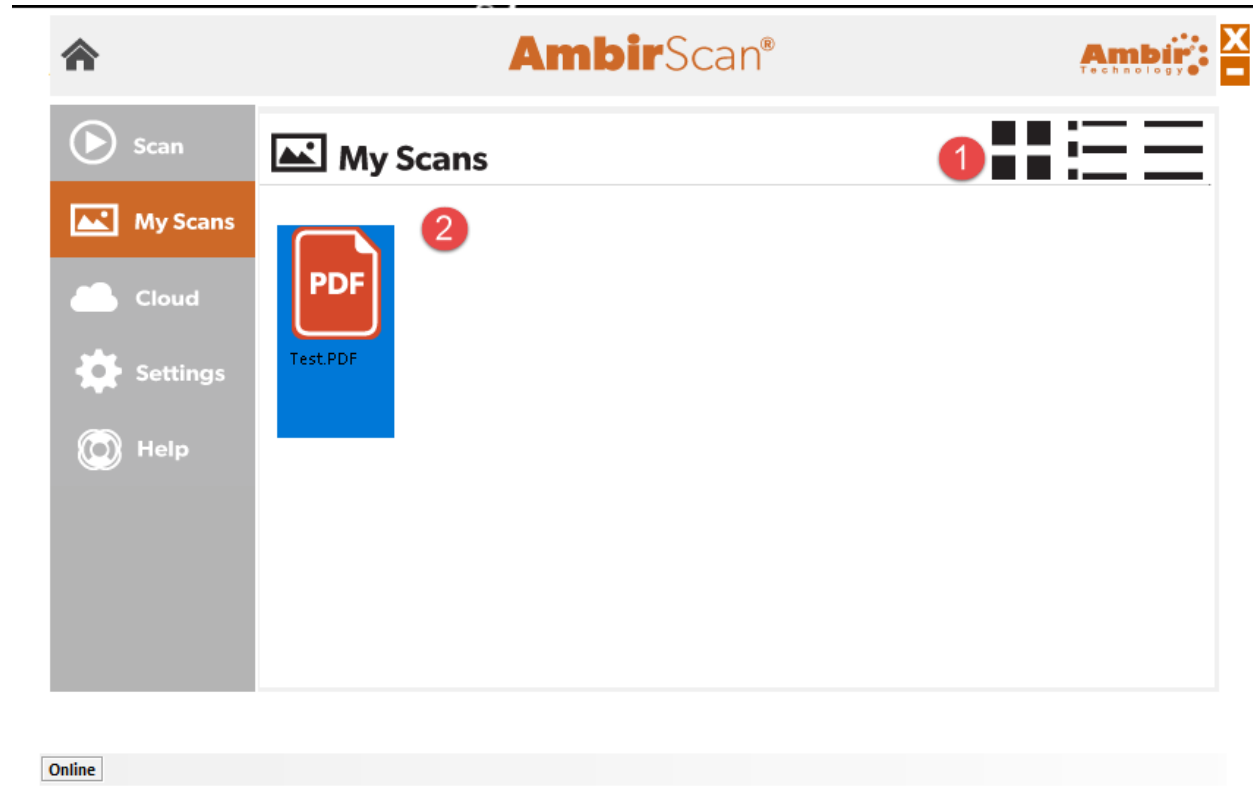 AmbirScan®
Ambir
Technology
X
Scan
My Scans
1
My Scans
2
Cloud
PDF
Test.PDF
Settings
Help
Online